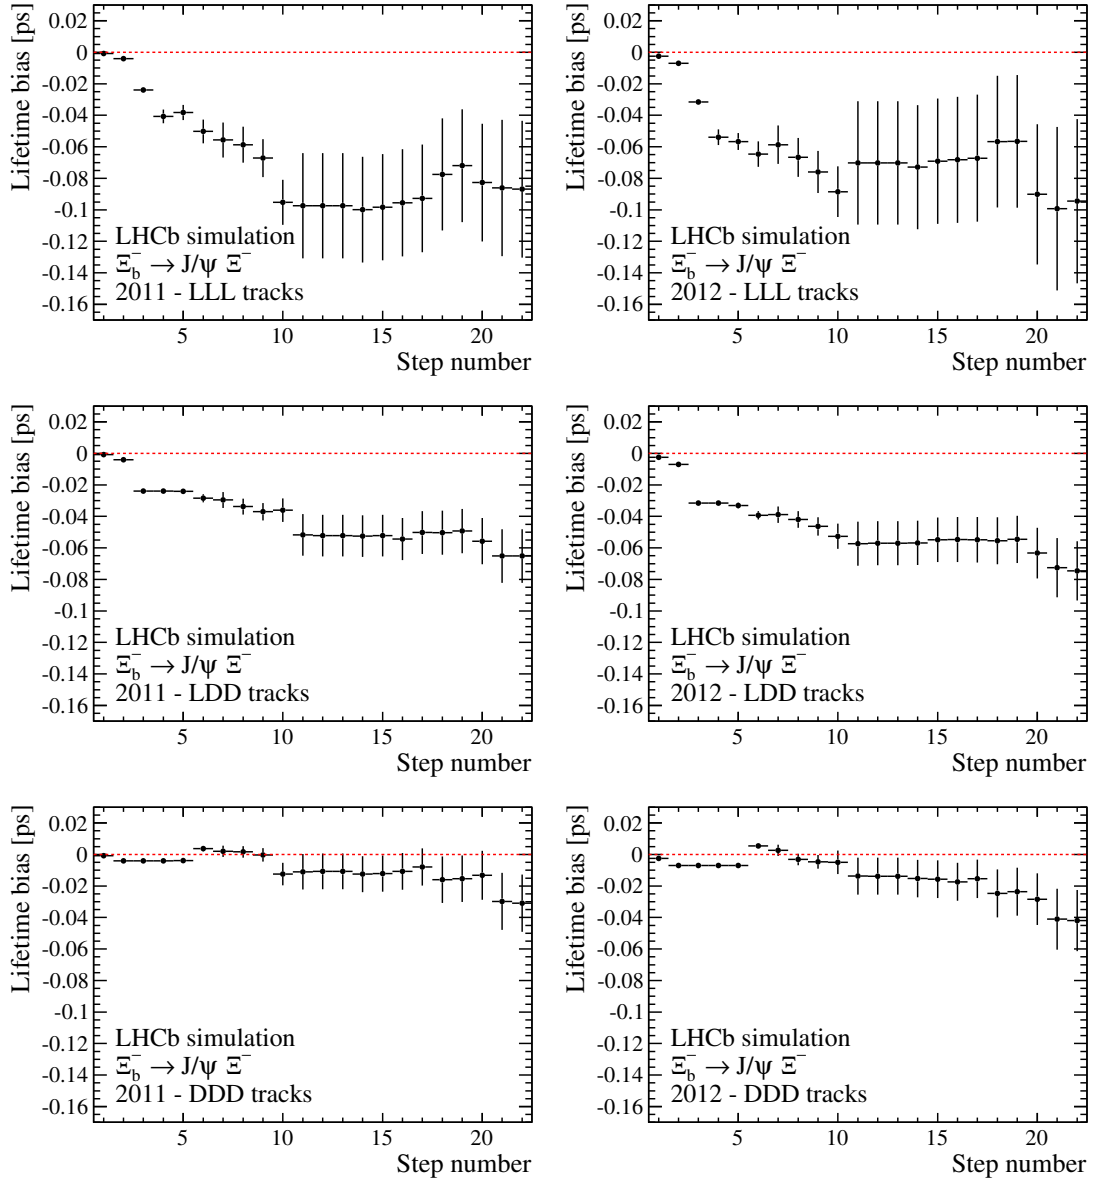 Lifetime bias [ps]
0.02
0
-0.02
-0.04
-0.06
-0.08
-0.1
-0.12
-0.14
-0.16
LHCb simulation
Ξb⁻ → J/ψ Ξ⁻
2011 - LLL tracks
5 10 15 20
Step number
Lifetime bias [ps]
0.02
0
-0.02
-0.04
-0.06
-0.08
-0.1
-0.12
-0.14
-0.16
LHCb simulation
Ξb⁻ → J/ψ Ξ⁻
2012 - LLL tracks
5 10 15 20
Step number
Lifetime bias [ps]
0.02
0
-0.02
-0.04
-0.06
-0.08
-0.1
-0.12
-0.14
-0.16
LHCb simulation
Ξb⁻ → J/ψ Ξ⁻
2011 - LDD tracks
5 10 15 20
Step number
Lifetime bias [ps]
0.02
0
-0.02
-0.04
-0.06
-0.08
-0.1
-0.12
-0.14
-0.16
LHCb simulation
Ξb⁻ → J/ψ Ξ⁻
2012 - LDD tracks
5 10 15 20
Step number
Lifetime bias [ps]
0.02
0
-0.02
-0.04
-0.06
-0.08
-0.1
-0.12
-0.14
-0.16
LHCb simulation
Ξb⁻ → J/ψ Ξ⁻
2011 - DDD tracks
5 10 15 20
Step number
Lifetime bias [ps]
0.02
0
-0.02
-0.04
-0.06
-0.08
-0.1
-0.12
-0.14
-0.16
LHCb simulation
Ξb⁻ → J/ψ Ξ⁻
2012 - DDD tracks
5 10 15 20
Step number